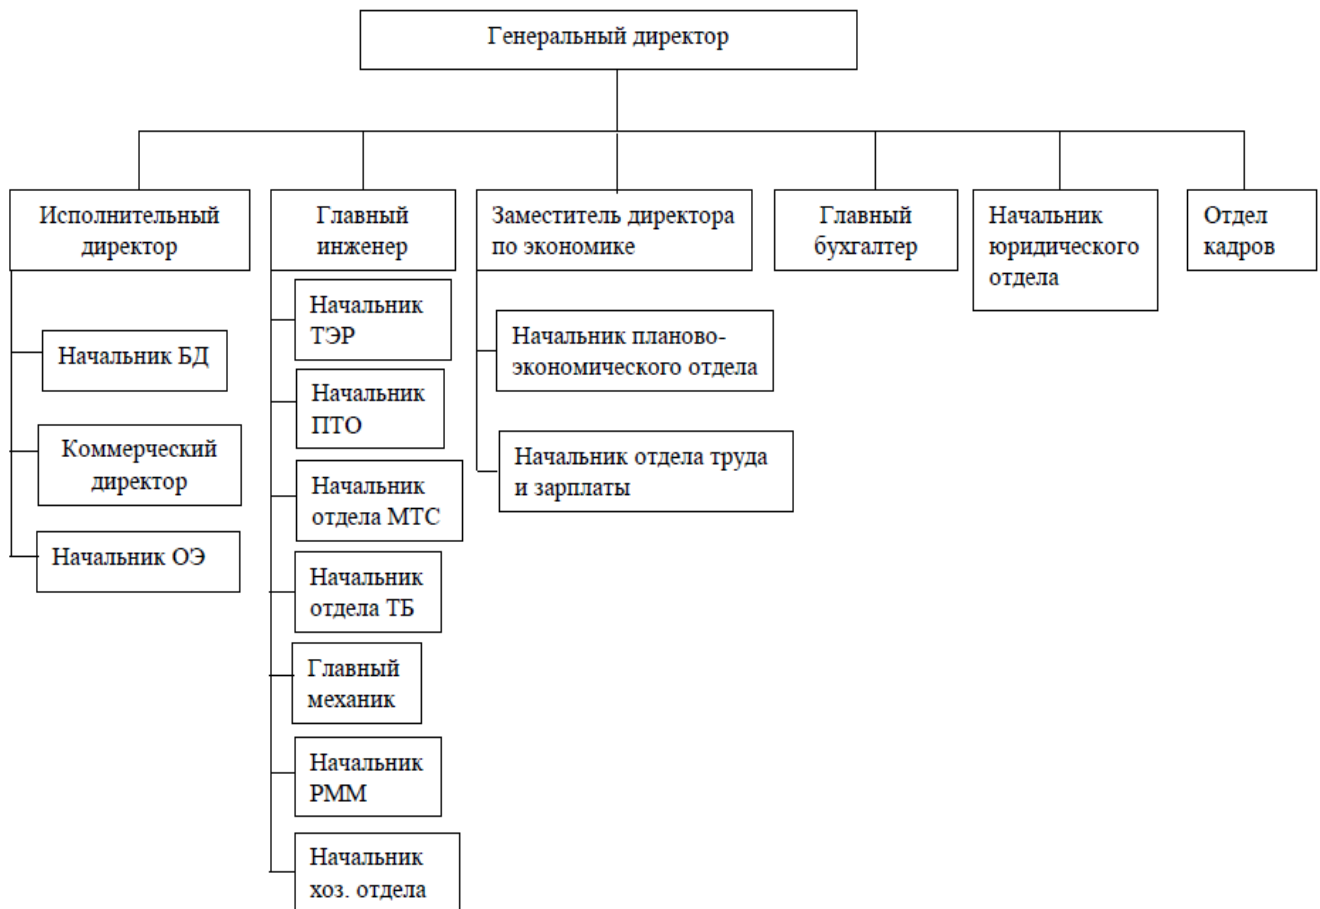 Генеральный директор
Исполнительный
директор
Главный
инженер
Заместитель директора
по экономике
Главный
бухгалтер
Начальник
юридического
отдела
Отдел
кадров
Начальник БД
Коммерческий
директор
Начальник ОЭ
Начальник
ТЭР
Начальник
ПТО
Начальник
отдела МТС
Начальник
отдела ТБ
Главный
механик
Начальник
РММ
Начальник
хоз. отдела
Начальник планово-
экономического отдела
Начальник отдела труда
и зарплаты